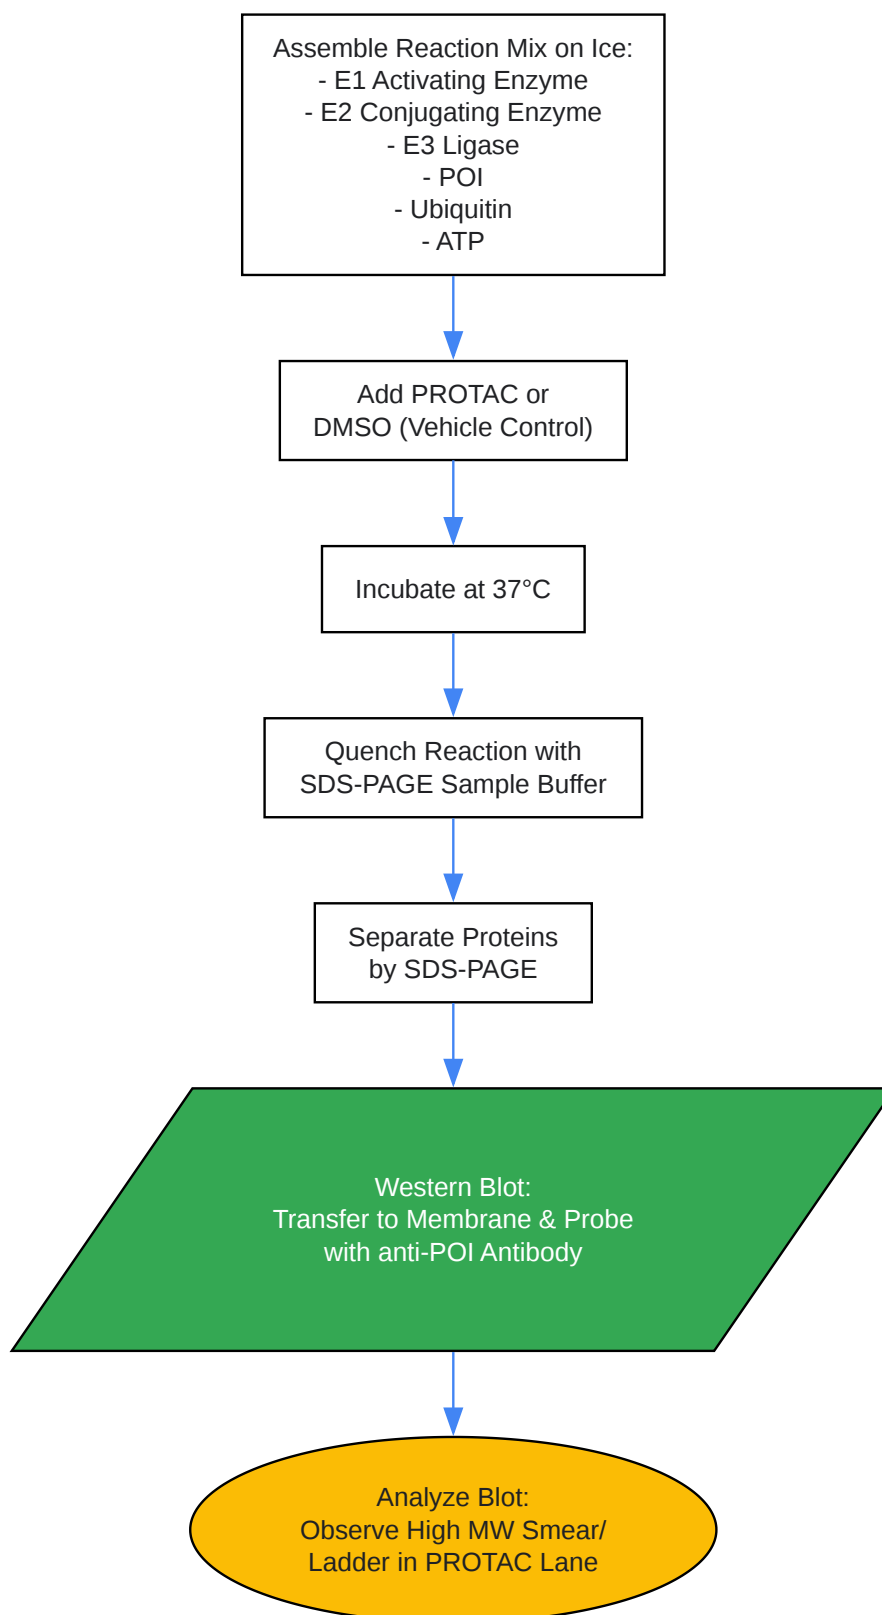 Assemble Reaction Mix on Ice:
- E1 Activating Enzyme
- E2 Conjugating Enzyme
- E3 Ligase
- POI
- Ubiquitin
- ATP
Add PROTAC or
DMSO (Vehicle Control)
Incubate at 37°C
Quench Reaction with
SDS-PAGE Sample Buffer
Separate Proteins
by SDS-PAGE
Western Blot:
Transfer to Membrane & Probe
with anti-POI Antibody
Analyze Blot:
Observe High MW Smear/
Ladder in PROTAC Lane